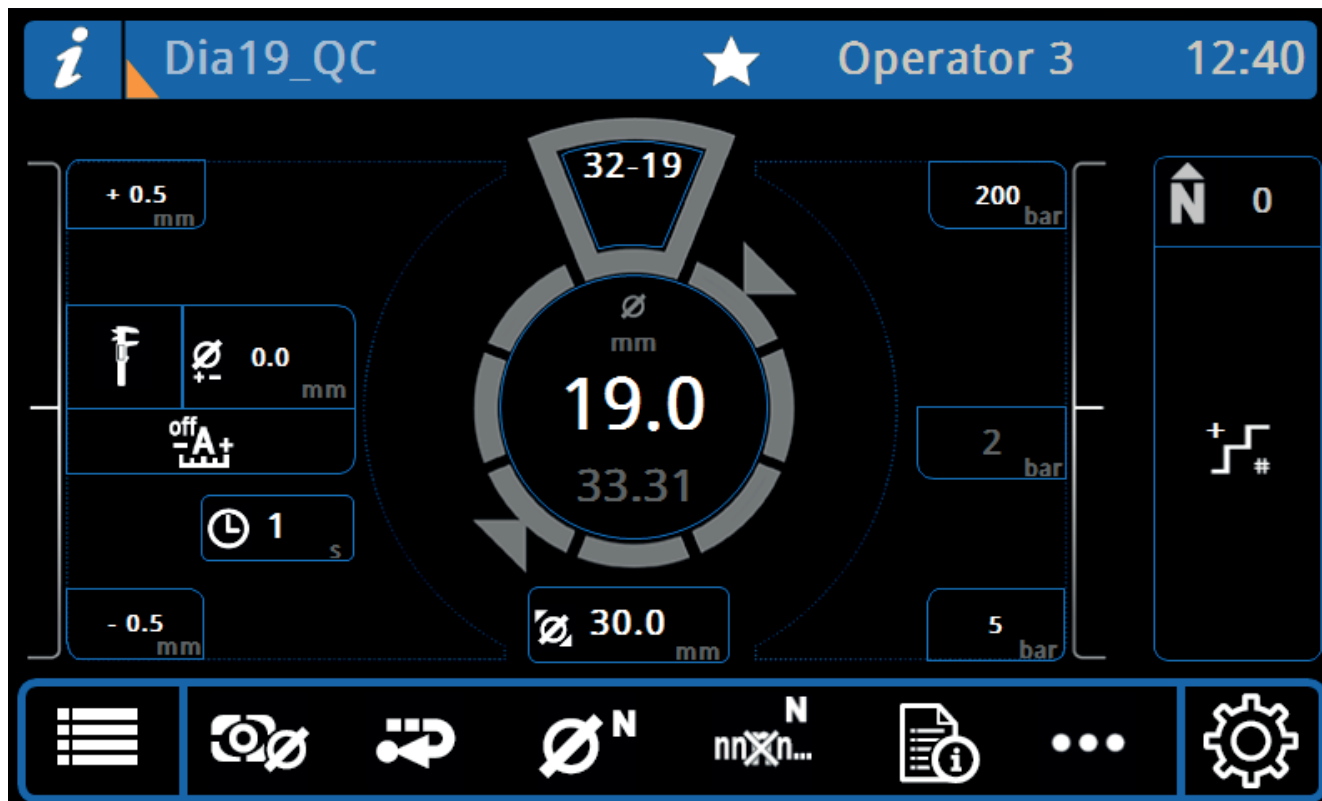 i Dia19_QC Operator 3 12:40
32-19
+ 0.5 mm
200 bar
N 0
Ø
mm
19.0
33.31
Ø +- 0.0 mm
off
-A+
2 bar
+ #
1 s
- 0.5 mm
Ø 30.0 mm
5 bar
Ø N
N
nnXn...
i